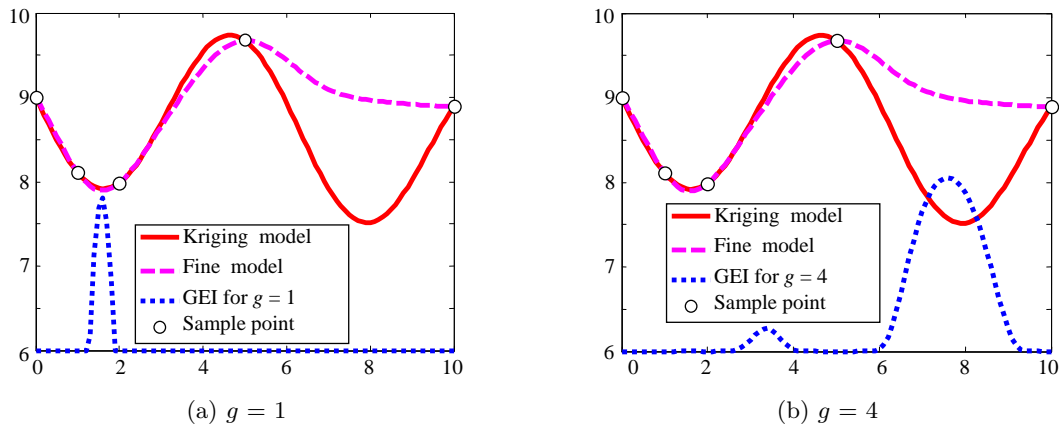 10
9
8
7
6
0
2
4
6
8
10
Kriging model
Fine model
GEI for g = 1
Sample point
(a) g = 1
10
9
8
7
6
0
2
4
6
8
10
Kriging model
Fine model
GEI for g = 4
Sample point
(b) g = 4